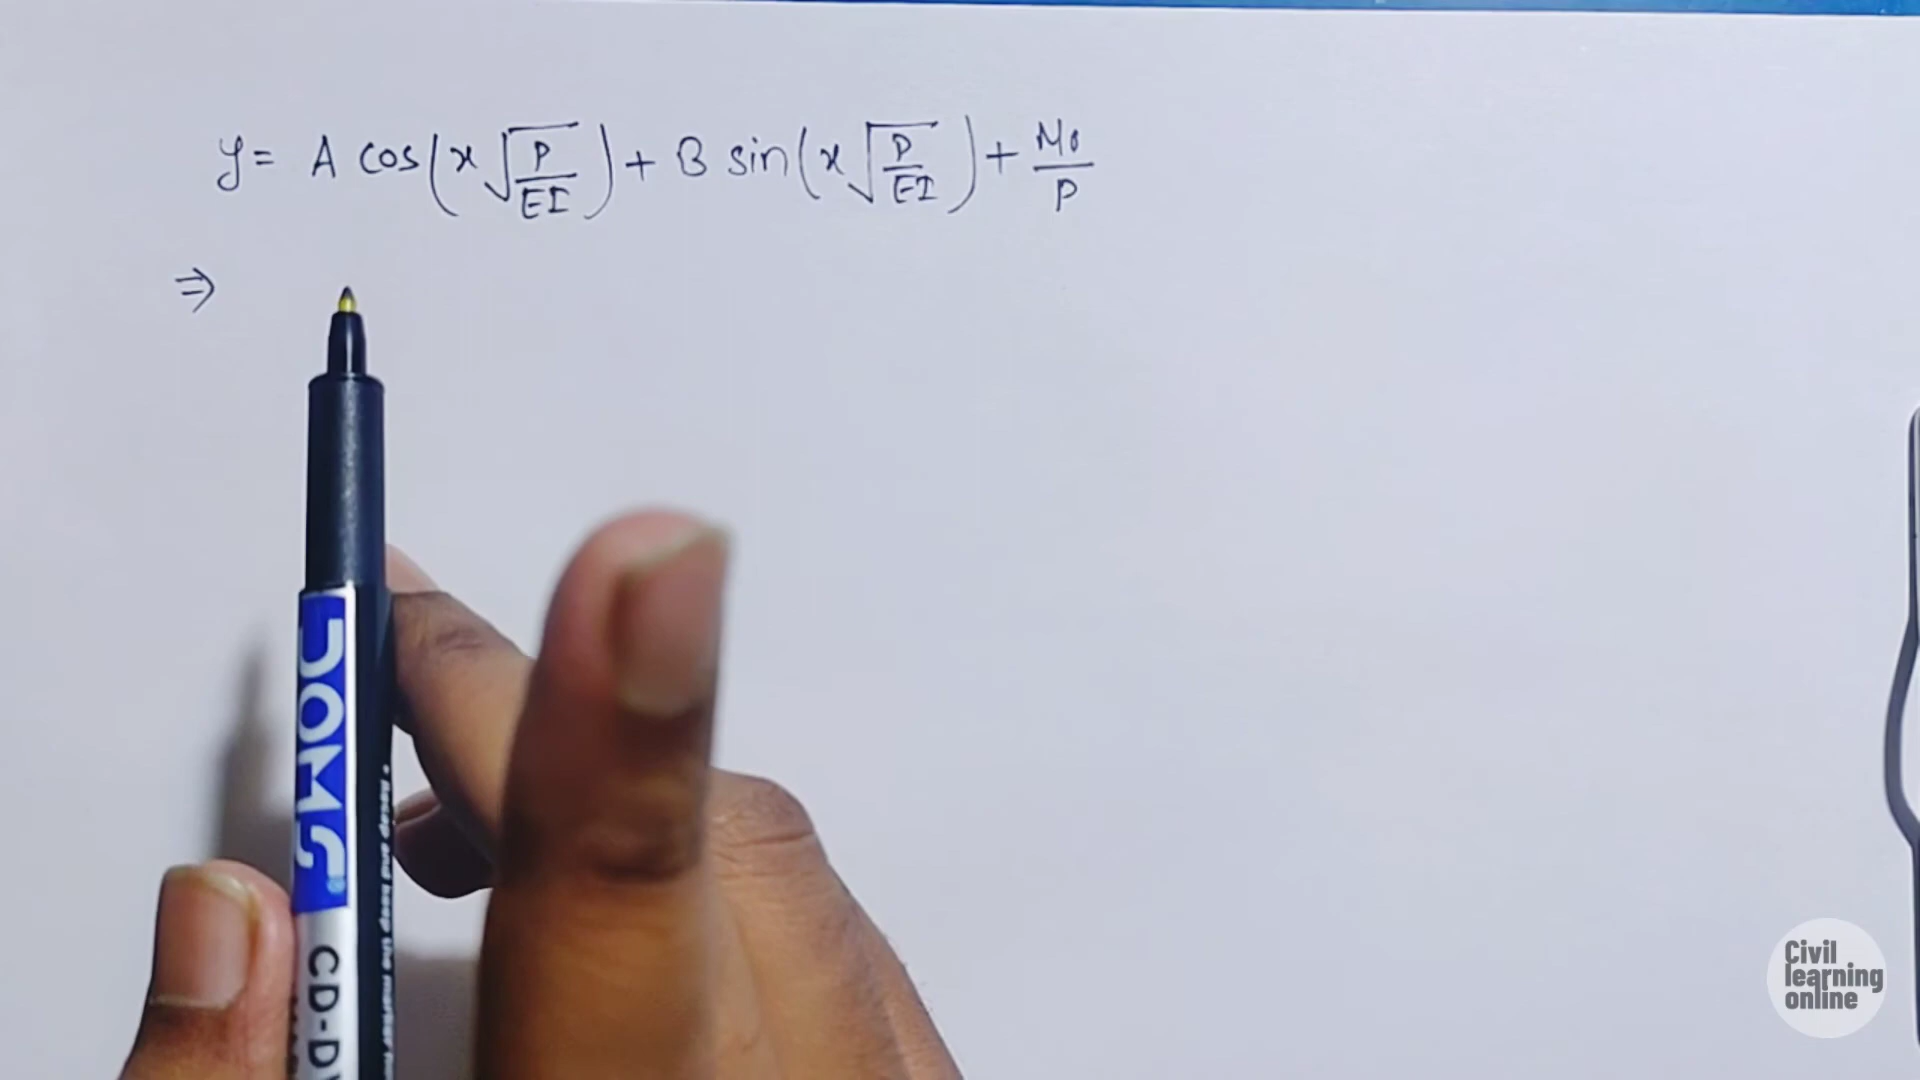 y = A cos(x√(P/EI)) + B sin(x√(P/EI)) + M₀/P
⇒
DOMS®
CD-D
Civil
learning
online